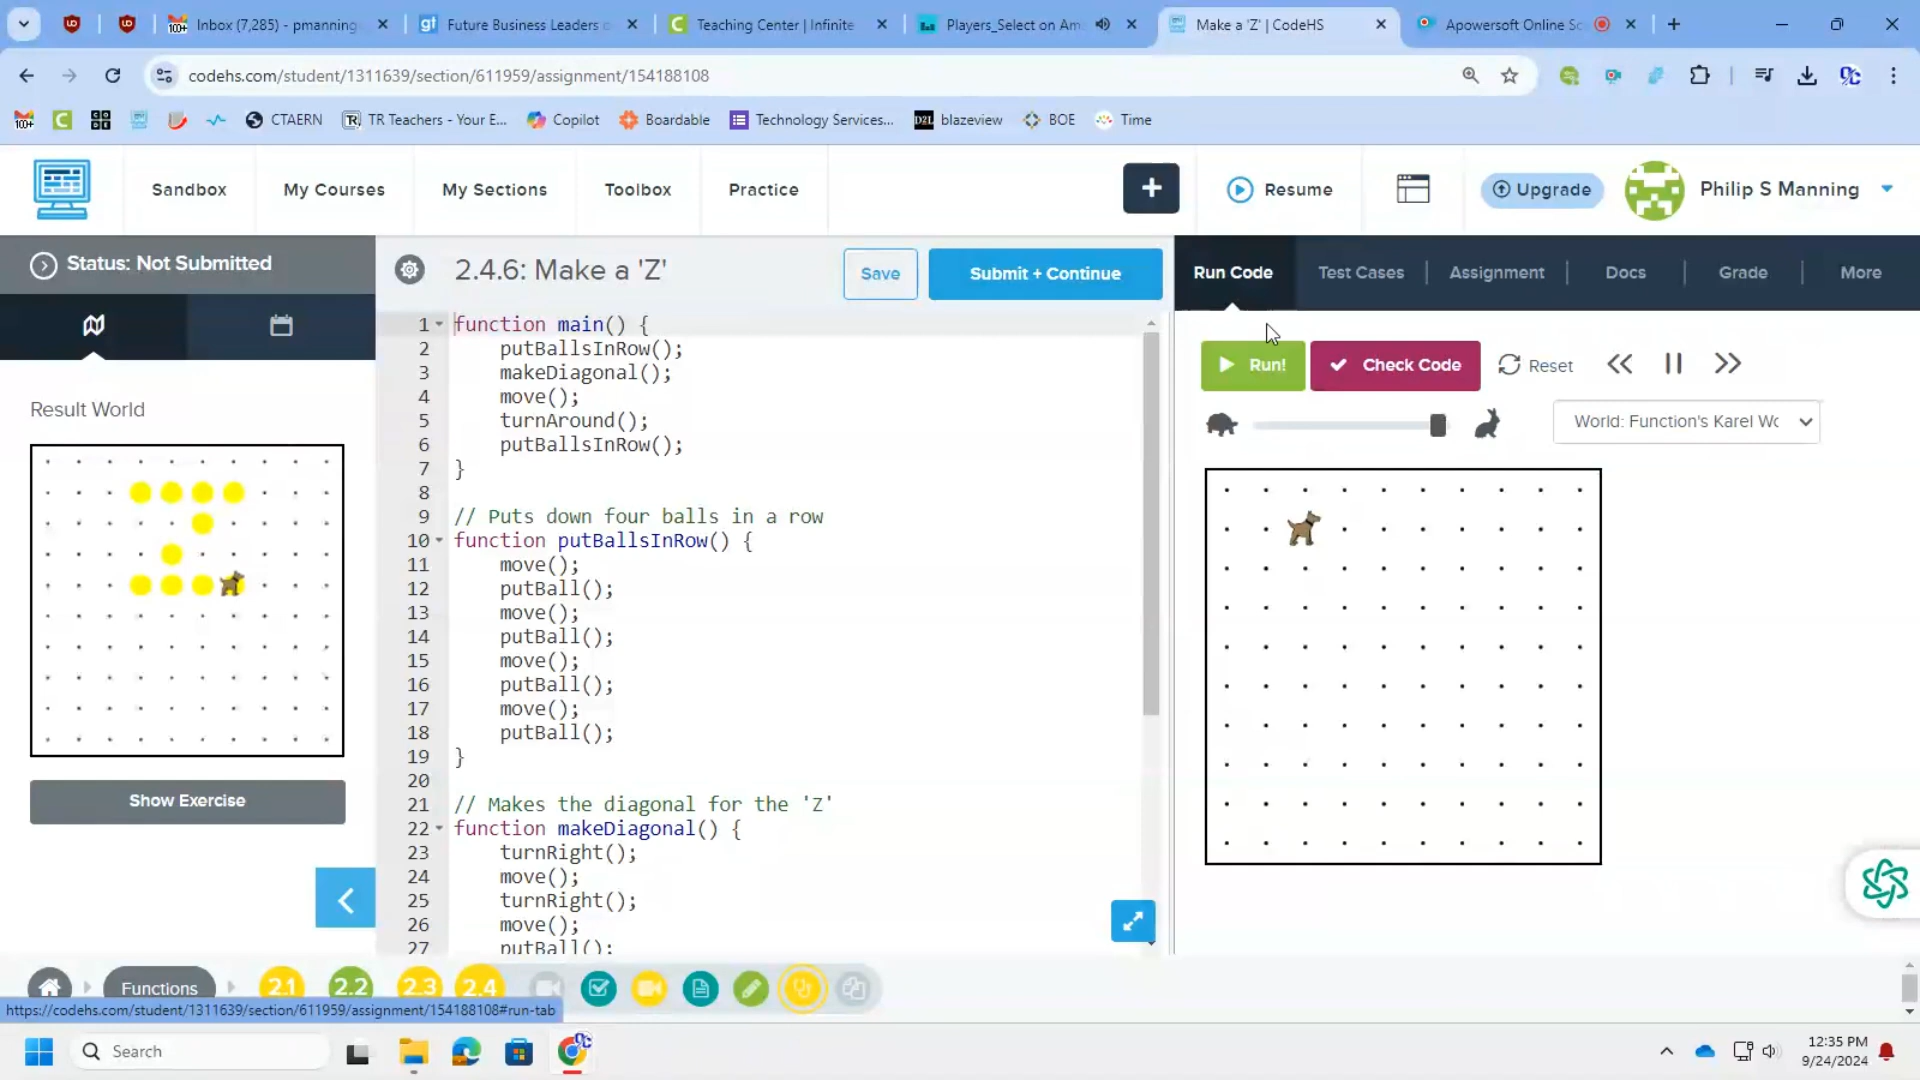 Inbox (7,285) - pmanning
Future Business Leaders o
Teaching Center | Infinite
Players_Select on Am
Make a 'Z' | CodeHS
Apowersoft Online Sc
codehs.com/student/1311639/section/611959/assignment/154188108
CTAERN
TR Teachers - Your E...
Copilot
Boardable
Technology Services...
D2L blazeview
BOE
Time
Sandbox
My Courses
My Sections
Toolbox
Practice
+
Resume
Upgrade
Philip S Manning
Status: Not Submitted
2.4.6: Make a 'Z'
Save
Submit + Continue
Run Code
Test Cases
Assignment
Docs
Grade
More
Result World
Show Exercise
1 function main() {
2 putBallsInRow();
3 makeDiagonal();
4 move();
5 turnAround();
6 putBallsInRow();
7 }
8
9 // Puts down four balls in a row
10 function putBallsInRow() {
11 move();
12 putBall();
13 move();
14 putBall();
15 move();
16 putBall();
17 move();
18 putBall();
19 }
20
21 // Makes the diagonal for the 'Z'
22 function makeDiagonal() {
23 turnRight();
24 move();
25 turnRight();
26 move();
27 putBall();
Run!
Check Code
Reset
World: Function's Karel Wo
Functions
2.1
2.2
2.3
2.4
https://codehs.com/student/1311639/section/611959/assignment/154188108#run-tab
Search
12:35 PM
9/24/2024